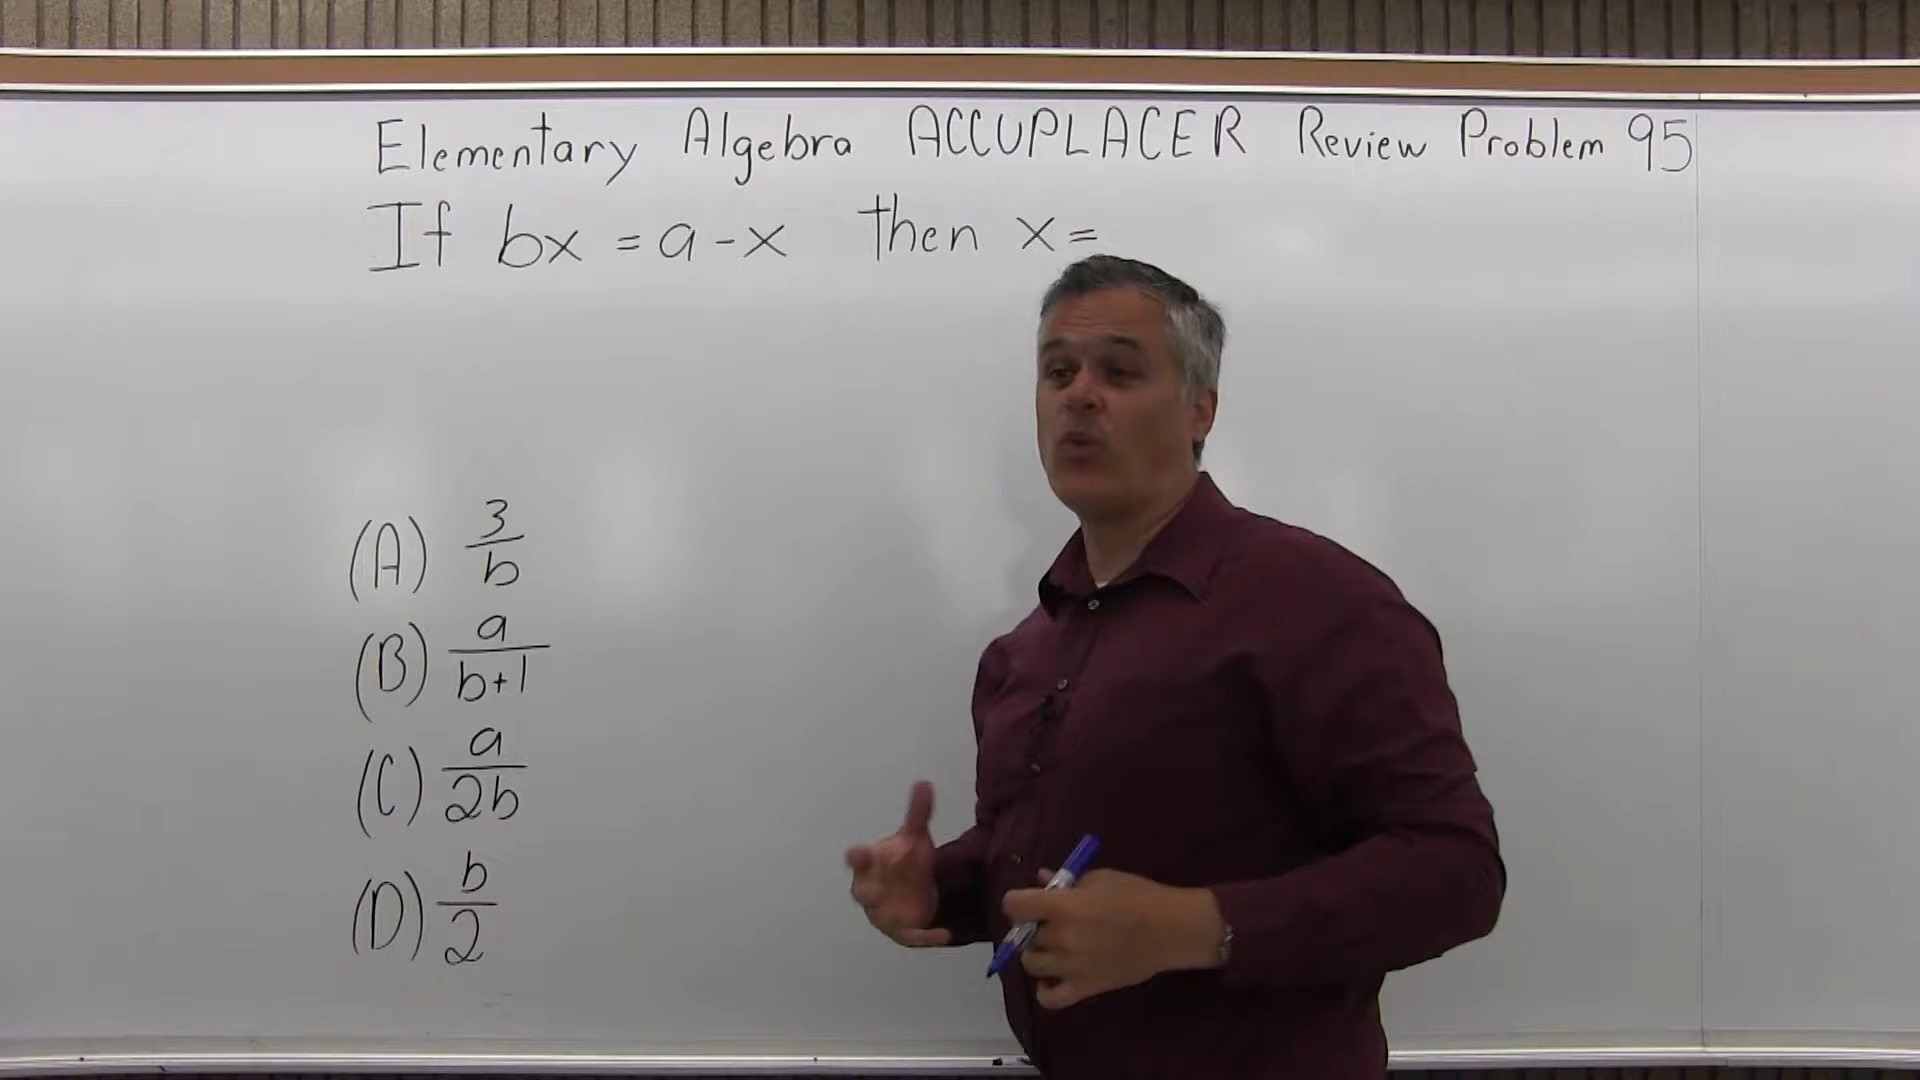 Elementary Algebra ACCUPLACER Review Problem 95
If bx = a - x then x =
(A) 3/b
(B) a/b+1
(C) a/2b
(D) b/2